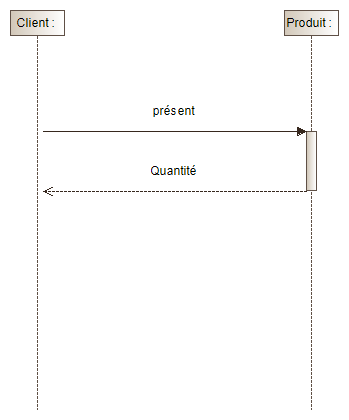 Client :
Produit :
présent
Quantité